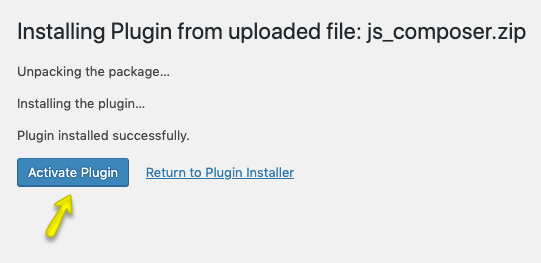 Installing Plugin from uploaded file: js_composer.zip
Unpacking the package...
Installing the plugin...
Plugin installed successfully.
Activate Plugin Return to Plugin Installer